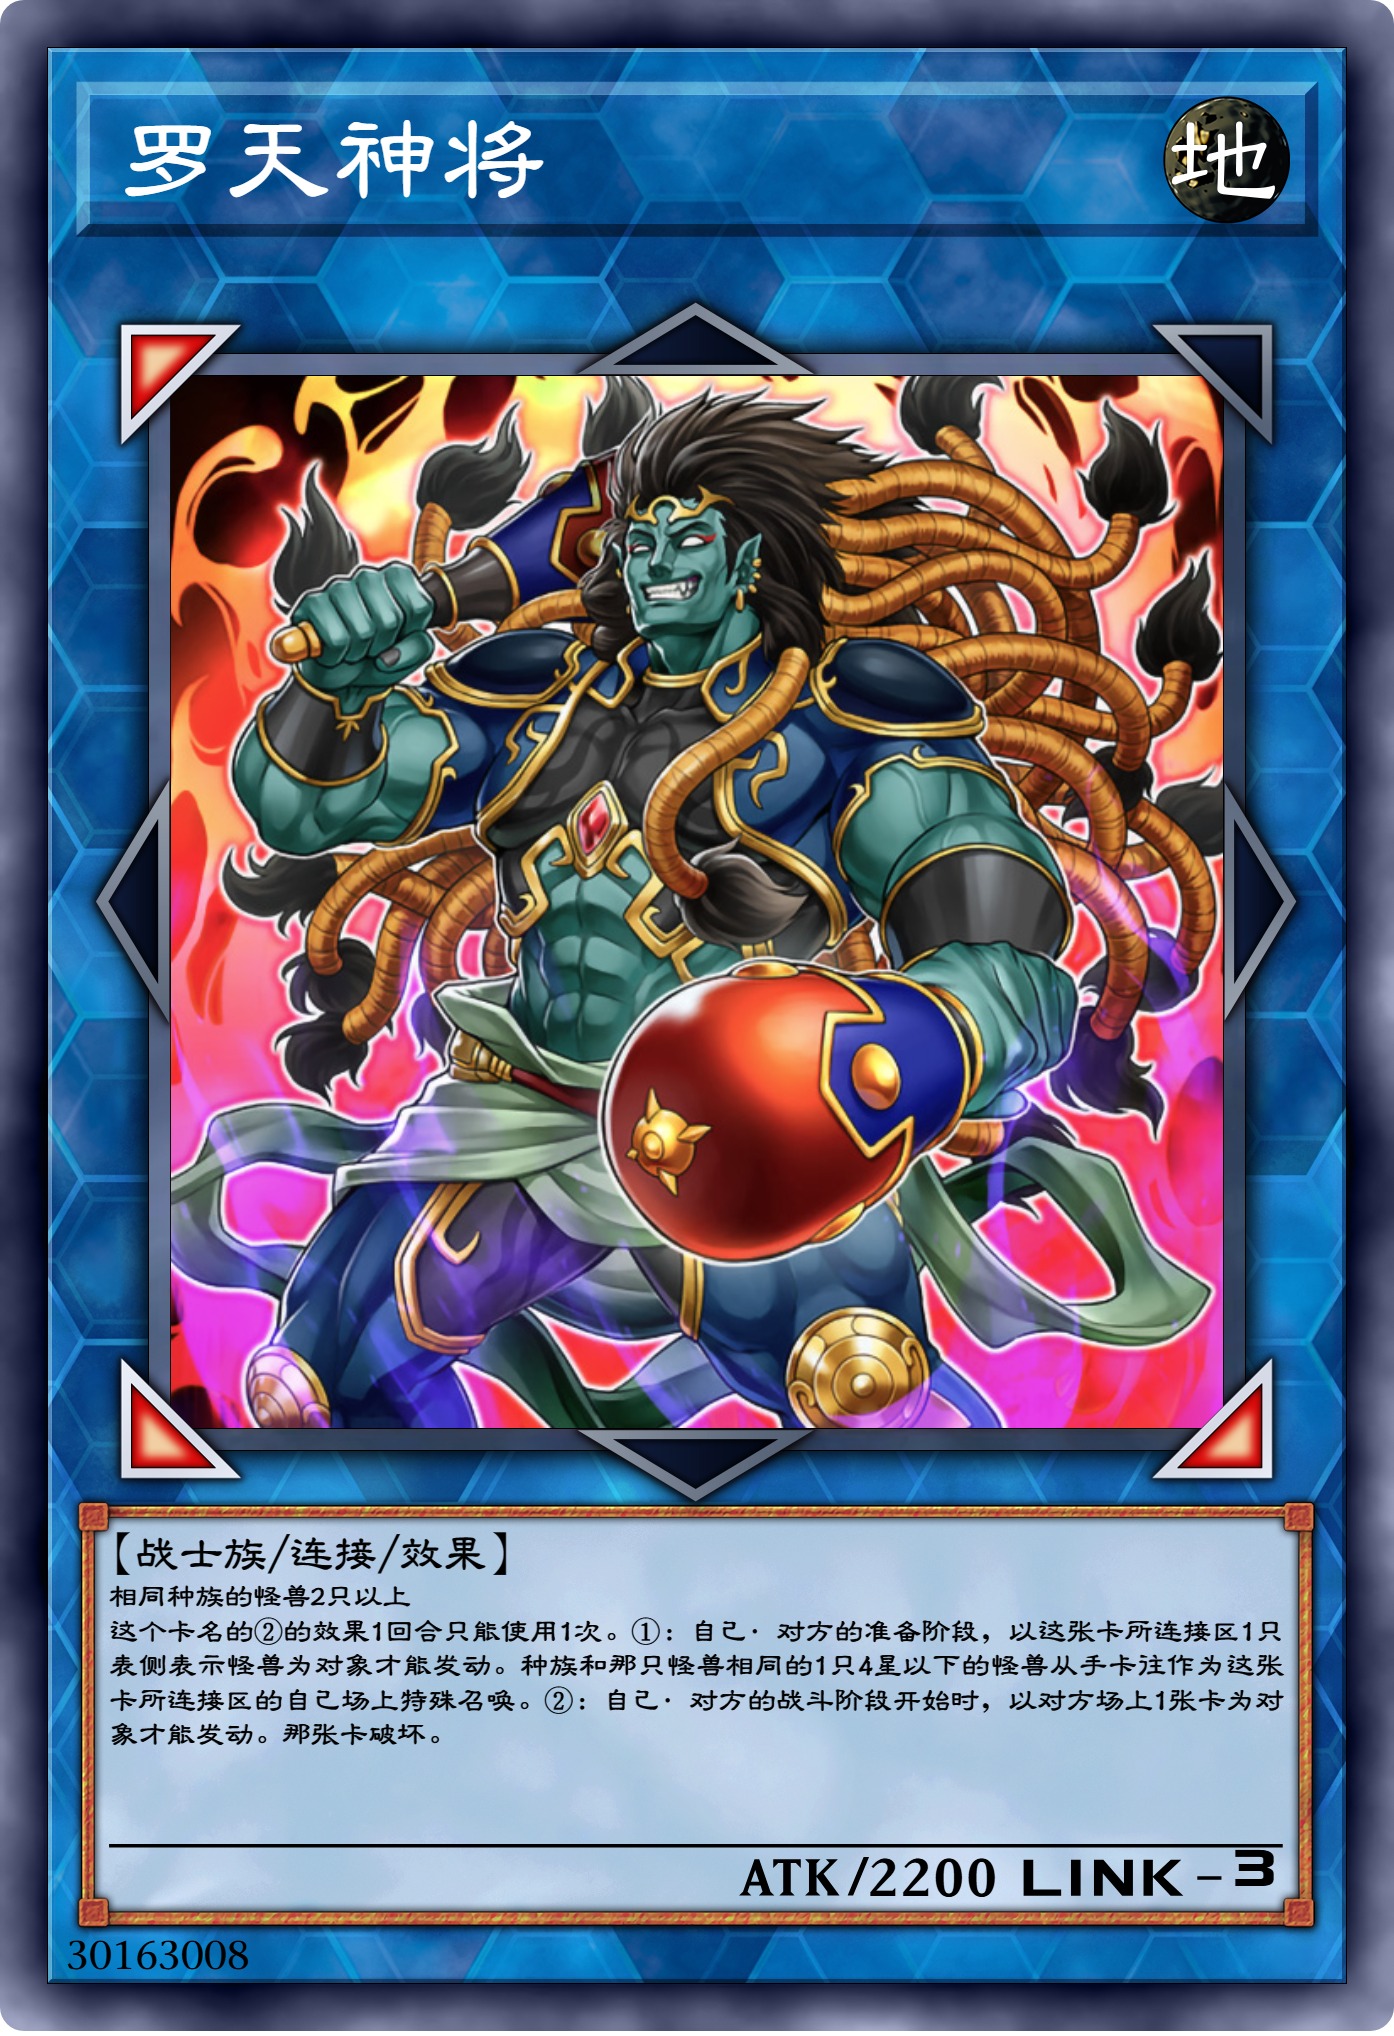 罗天神将
地
【战士族/连接/效果】
相同种族的怪兽2只以上
这个卡名的②的效果1回合只能使用1次。①：自己·对方的准备阶段，以这张卡所连接区1只
表侧表示怪兽为对象才能发动。种族和那只怪兽相同的1只4星以下的怪兽从手卡往作为这张
卡所连接区的自己场上特殊召唤。②：自己·对方的战斗阶段开始时，以对方场上1张卡为对
象才能发动。那张卡破坏。
ATK/2200 LINK-3
30163008